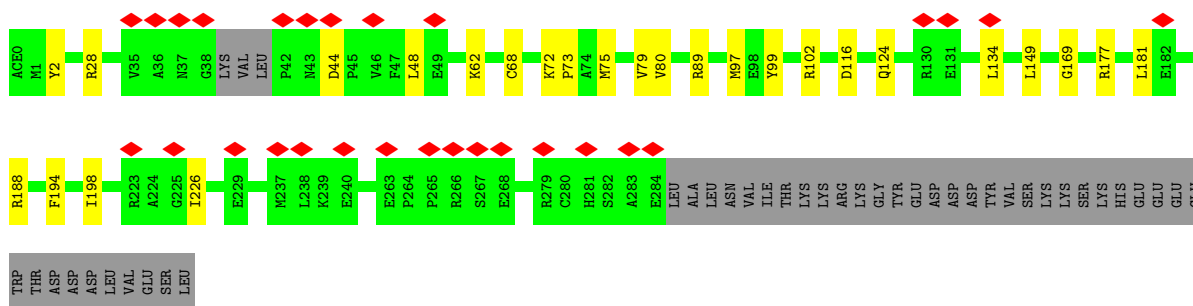 ACE0 M1 Y2 R28 V35 A36 N37 G38 LYS VAL LEU P42 N43 D44 P45 V46 F47 L48 E49 K62 C68 K72 P73 A74 M75 V79 V80 R89 M97 E98 Y99 R102 D116 Q124 R130 E131 L134 L149 G169 R177 L181 E182
R188 F194 I198 R223 A224 G225 I226 E229 M237 L238 K239 E240 E263 P264 P265 R266 S267 E268 R279 C280 H281 S282 A283 E284 LEU ALA LEU ASN VAL ILE THR LYS LYS ARG LYS GLY TYR GLU ASP ASP ASP TYR VAL SER LYS LYS SER LYS HIS GLU GLU GLU
TRP THR ASP ASP ASP LEU VAL GLU SER LEU